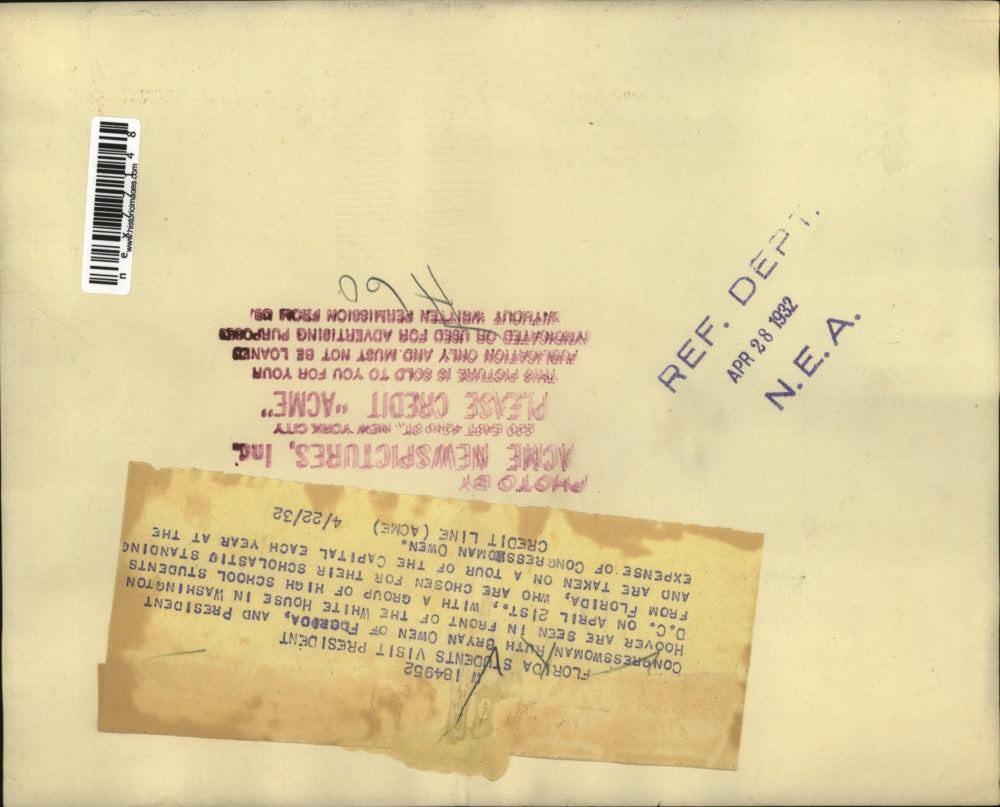 W 184952
FLORIDA STUDENTS VISIT PRESIDENT
CONGRESSWOMAN RUTH BRYAN OWEN OF FLORIDA, AND PRESIDENT
HOOVER ARE SEEN IN FRONT OF THE WHITE HOUSE IN WASHINGTON
D.C. ON APRIL 21ST., WITH A GROUP OF HIGH SCHOOL STUDENTS
FROM FLORIDA, WHO ARE CHOSEN FOR THEIR SCHOLASTIC STANDING
AND ARE TAKEN ON A TOUR OF THE CAPITAL EACH YEAR AT THE
EXPENSE OF CONGRESSWOMAN OWEN.
CREDIT LINE (ACME) 4/22/32
PHOTO BY
ACME NEWSPICTURES, Inc.
220 EAST 42ND ST., NEW YORK CITY
PLEASE CREDIT "ACME"
THIS PICTURE IS SOLD TO YOU FOR YOUR
PUBLICATION ONLY AND MUST NOT BE LOANED
SYNDICATED OR USED FOR ADVERTISING PURPOSES
WITHOUT WRITTEN PERMISSION FROM US.
60
REF. DEPT.
APR 28 1932
N. E. A.
www.historicimages.com